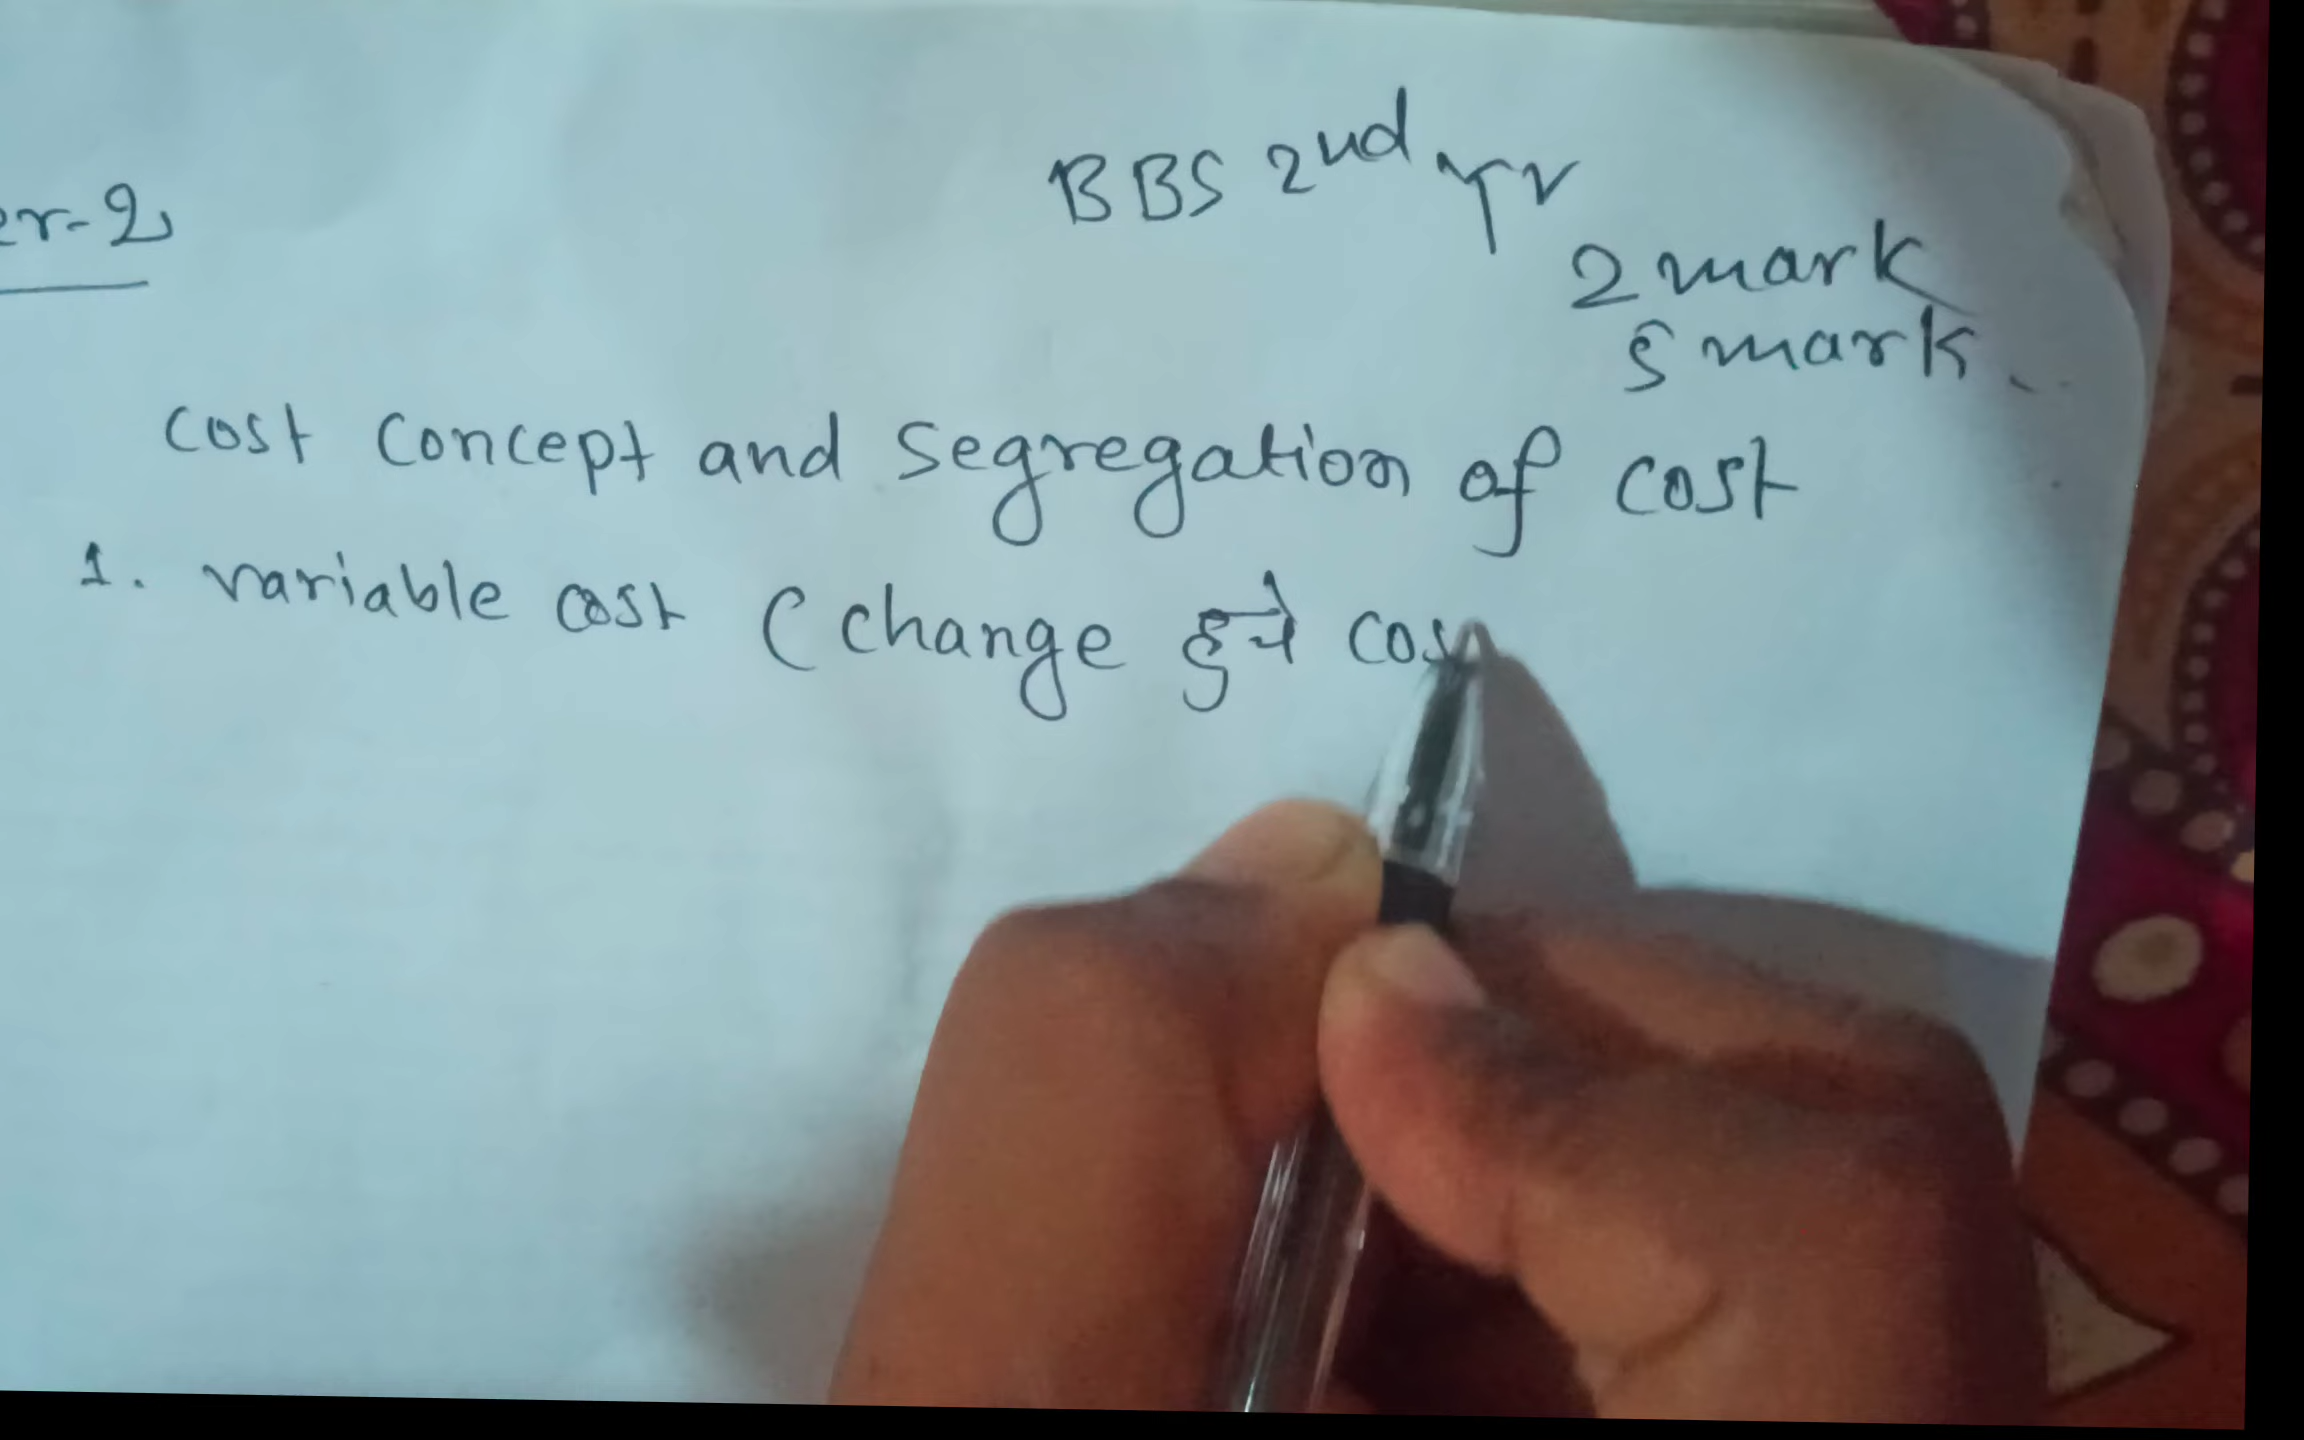 BBS 2nd yr
er-2
2 mark
5 mark
cost concept and segregation of cost
1. variable cost (change हुने cos